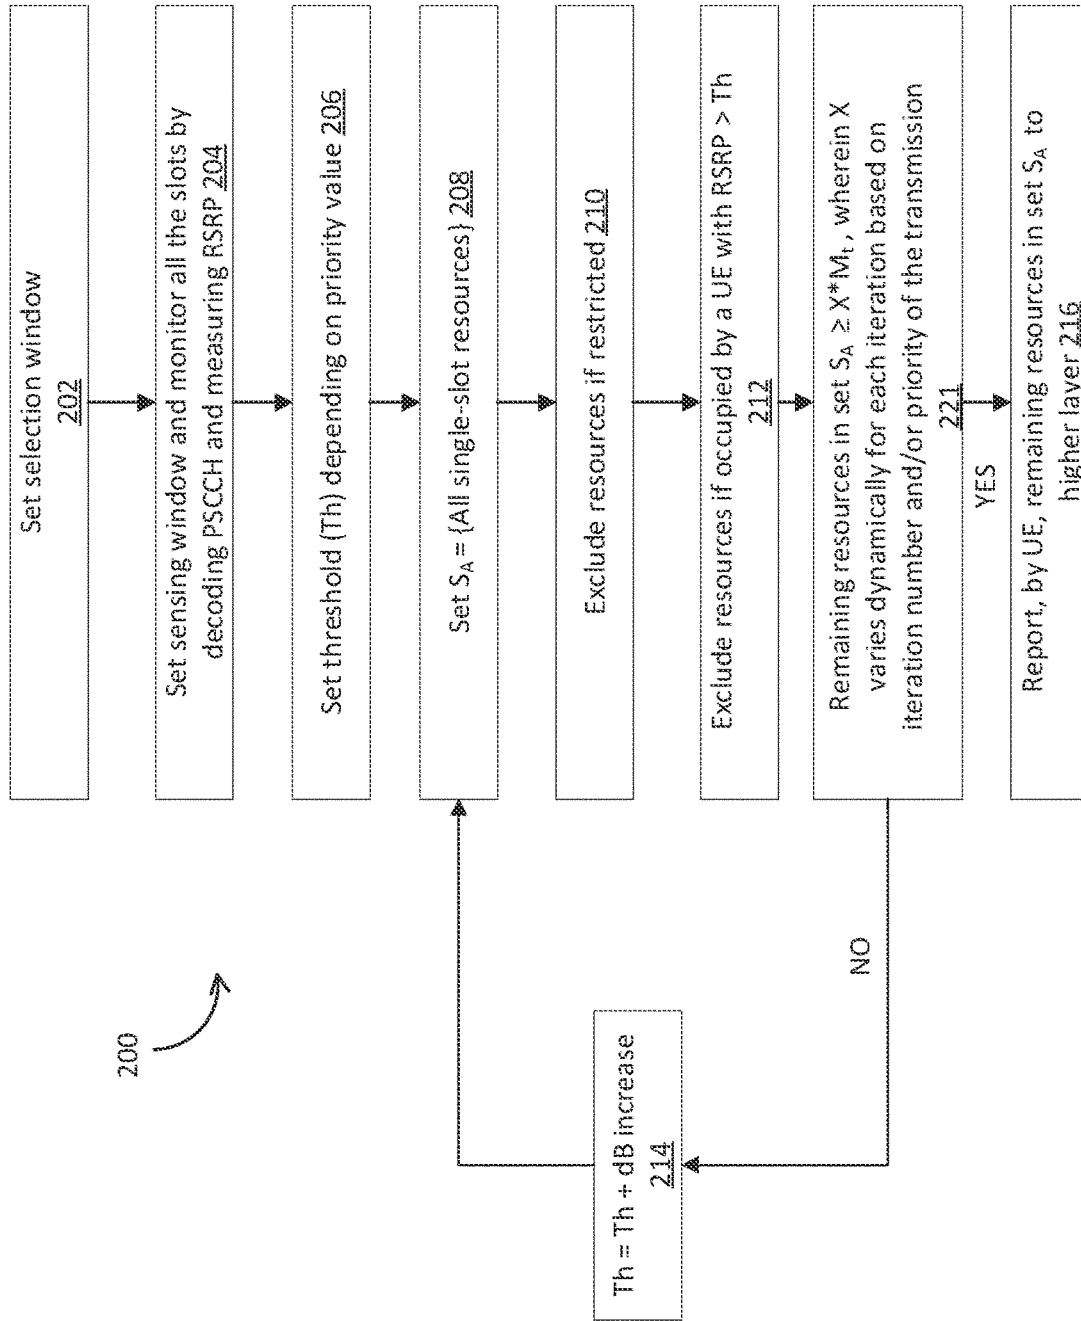 Set selection window
202
Set sensing window and monitor all the slots by
decoding PSCCH and measuring RSRP 204
Set threshold (Th) depending on priority value 206
Set S_A = {All single-slot resources} 208
Exclude resources if restricted 210
Exclude resources if occupied by a UE with RSRP > Th
212
Remaining resources in set S_A ≥ X*M_t, wherein X
varies dynamically for each iteration based on
iteration number and/or priority of the transmission
221
YES
Report, by UE, remaining resources in set S_A to
higher layer 216
NO
Th = Th + dB increase
214
200